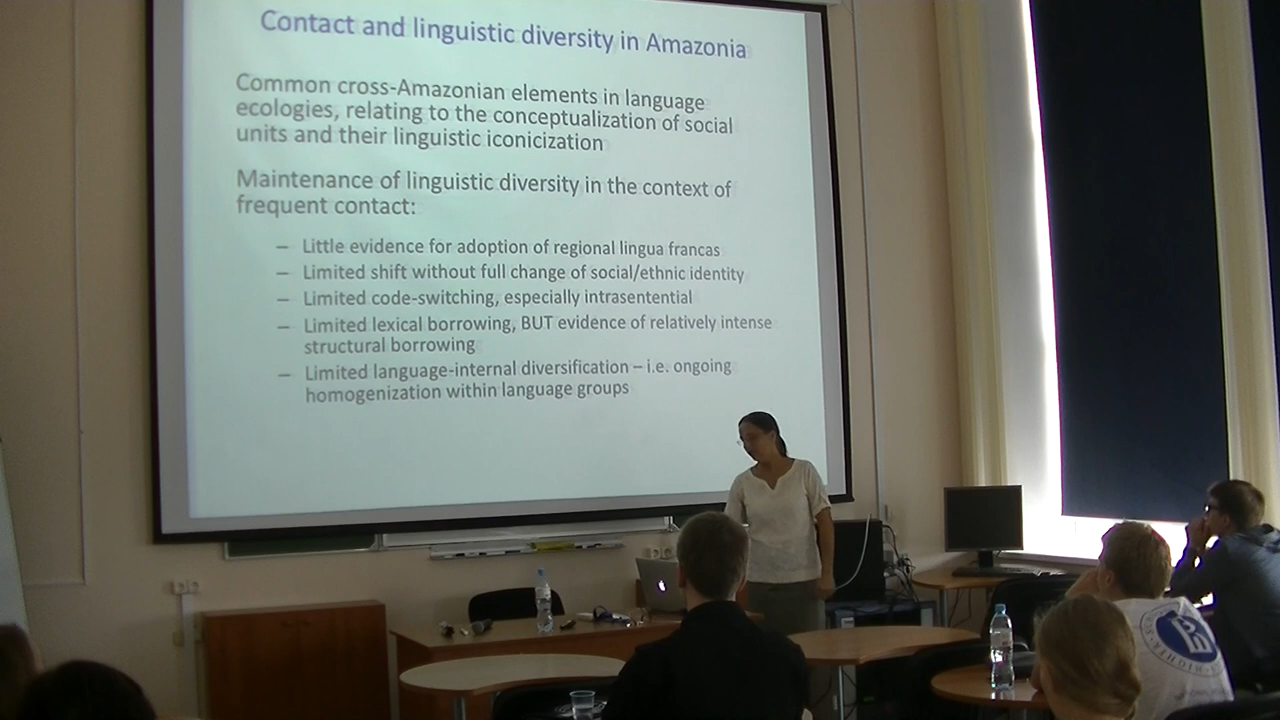 Contact and linguistic diversity in Amazonia
Common cross-Amazonian elements in language
ecologies, relating to the conceptualization of social
units and their linguistic iconicization
Maintenance of linguistic diversity in the context of
frequent contact:
– Little evidence for adoption of regional lingua francas
– Limited shift without full change of social/ethnic identity
– Limited code-switching, especially intrasentential
– Limited lexical borrowing, BUT evidence of relatively intense
structural borrowing
– Limited language-internal diversification – i.e. ongoing
homogenization within language groups